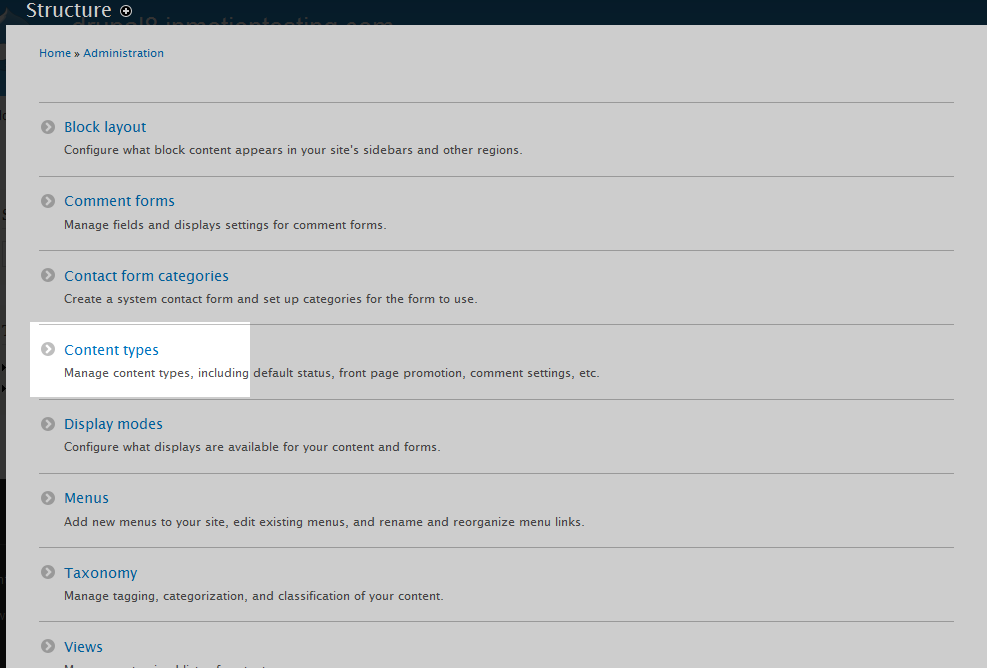 Structure
drupal8.inmotiontesting.com
Home » Administration
Block layout
Configure what block content appears in your site's sidebars and other regions.
Comment forms
Manage fields and displays settings for comment forms.
Contact form categories
Create a system contact form and set up categories for the form to use.
Content types
Manage content types, including default status, front page promotion, comment settings, etc.
Display modes
Configure what displays are available for your content and forms.
Menus
Add new menus to your site, edit existing menus, and rename and reorganize menu links.
Taxonomy
Manage tagging, categorization, and classification of your content.
Views